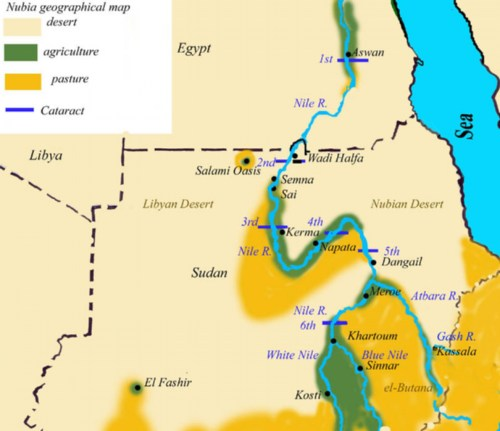 Nubia geographical map
desert
agriculture
pasture
Cataract
Egypt
1st
Aswan
Nile R.
Sea
Libya
2nd
Wadi Halfa
Salami Oasis
Semna
Sai
Libyan Desert
Nubian Desert
3rd
4th
Kerma
Napata
Nile R.
5th
Dangail
Sudan
Meroe
Atbara R.
Nile R.
6th
Khartoum
Gash R.
Kassala
White Nile
Blue Nile
Sinnar
El Fashir
el-Butana
Kosti